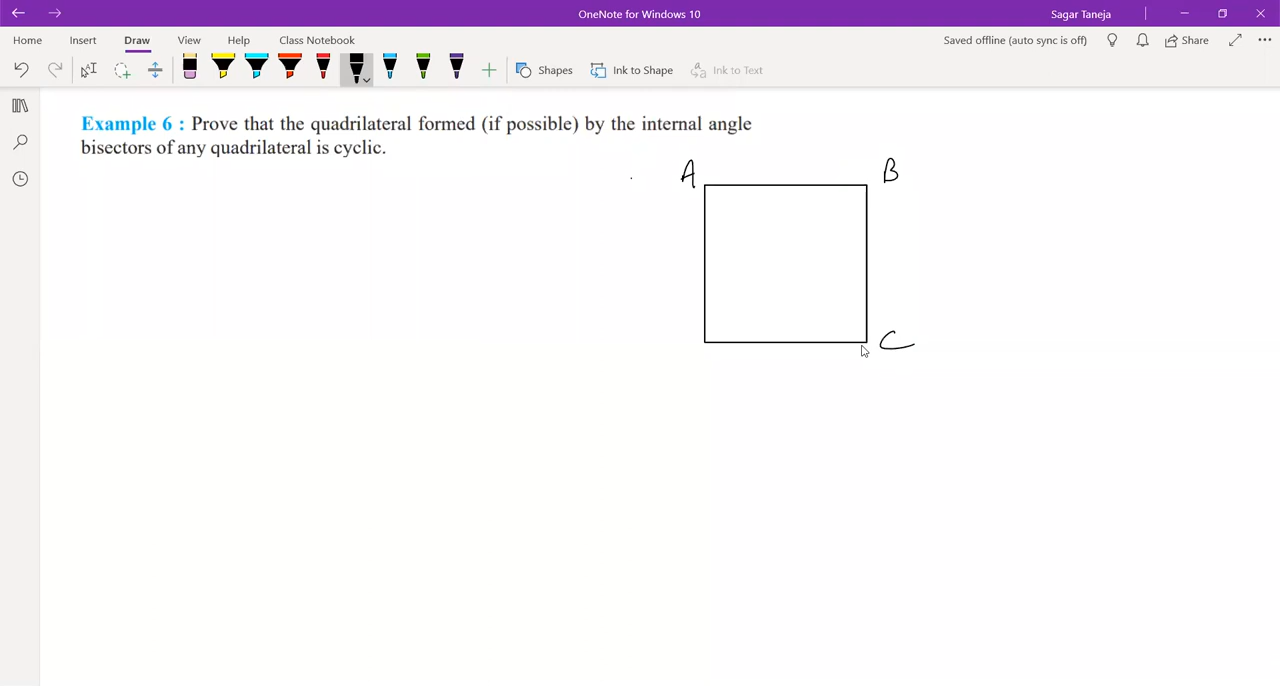 OneNote for Windows 10
Sagar Taneja
Home Insert Draw View Help Class Notebook
Saved offline (auto sync is off) Share
Shapes Ink to Shape Ink to Text
Example 6 : Prove that the quadrilateral formed (if possible) by the internal angle
bisectors of any quadrilateral is cyclic.
A B
C